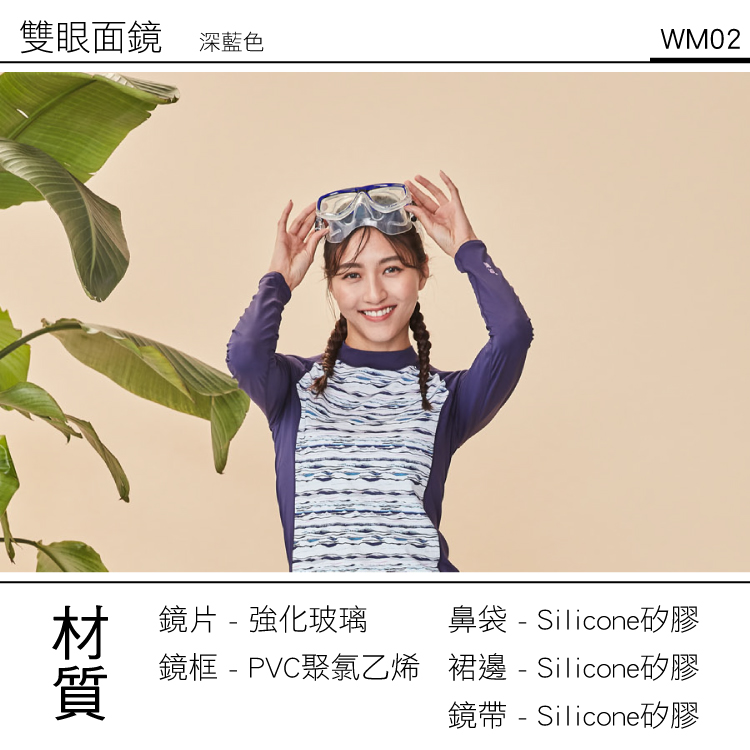 雙眼面鏡 深藍色 WM02
材質
鏡片 - 強化玻璃
鏡框 - PVC聚氯乙烯
鼻袋 - Silicone矽膠
裙邊 - Silicone矽膠
鏡帶 - Silicone矽膠